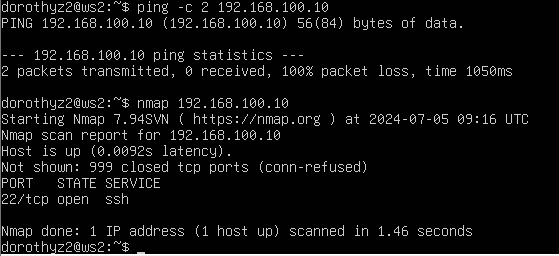 dorothyz2@ws2:~$ ping -c 2 192.168.100.10
PING 192.168.100.10 (192.168.100.10) 56(84) bytes of data.
--- 192.168.100.10 ping statistics ---
2 packets transmitted, 0 received, 100% packet loss, time 1050ms
dorothyz2@ws2:~$ nmap 192.168.100.10
Starting Nmap 7.94SVN ( https://nmap.org ) at 2024-07-05 09:16 UTC
Nmap scan report for 192.168.100.10
Host is up (0.0092s latency).
Not shown: 999 closed tcp ports (conn-refused)
PORT   STATE SERVICE
22/tcp open  ssh
Nmap done: 1 IP address (1 host up) scanned in 1.46 seconds
dorothyz2@ws2:~$ _